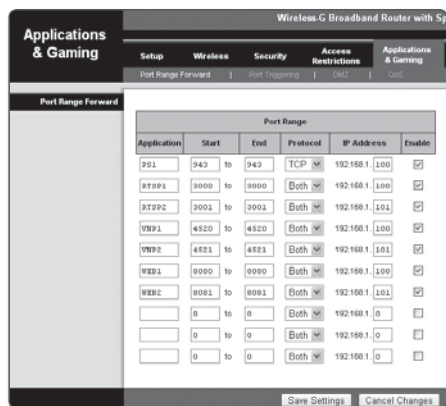 Wireless-G Broadband Router with Sp
Applications & Gaming
Setup Wireless Security Access Restrictions Applications & Gaming
Port Range Forward | Port Triggering | DMZ | QoS
Port Range Forward
Port Range
Application Start End Protocol IP Address Enable
PS1 943 to 943 TCP 192.168.1. 100
RTSP1 3000 to 3000 Both 192.168.1. 100
RTSP2 3001 to 3001 Both 192.168.1. 101
VNP1 4520 to 4520 Both 192.168.1. 100
VNP2 4521 to 4521 Both 192.168.1. 101
WEB1 8080 to 8080 Both 192.168.1. 100
WEB2 8081 to 8081 Both 192.168.1. 101
0 to 0 Both 192.168.1. 0
0 to 0 Both 192.168.1. 0
0 to 0 Both 192.168.1. 0
Save Settings Cancel Changes